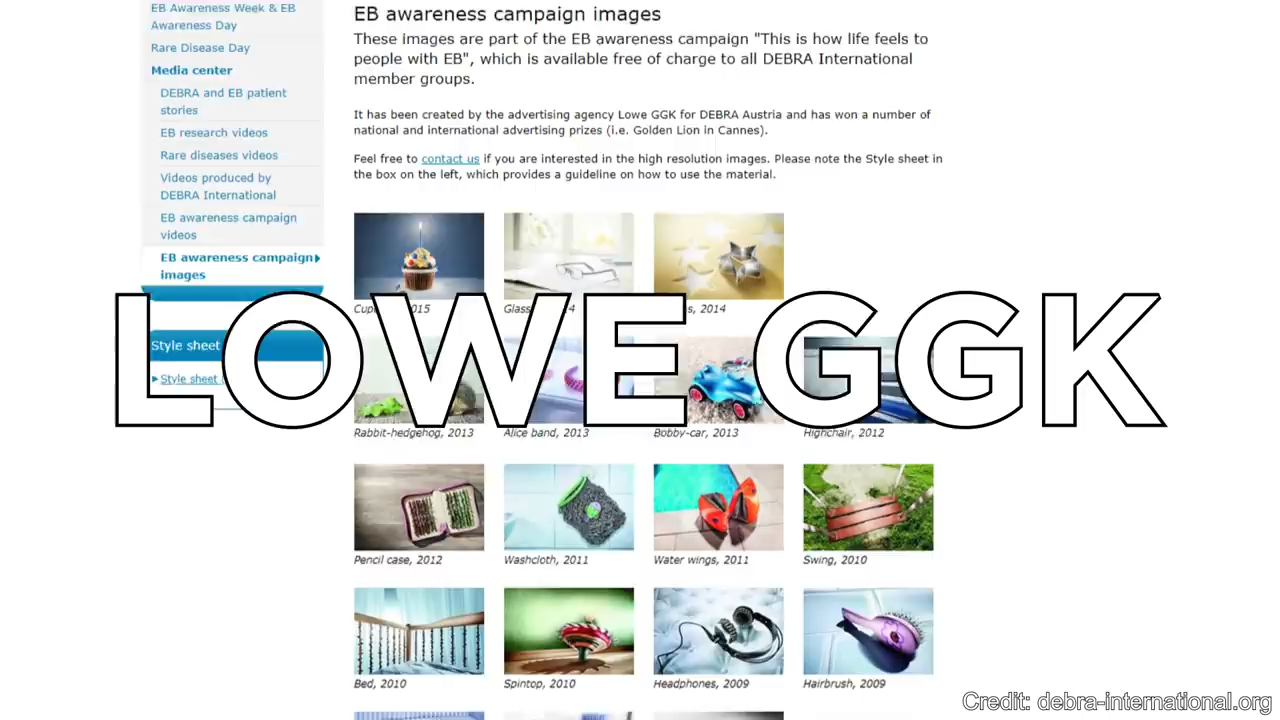 EB Awareness Week & EB
Awareness Day
Rare Disease Day
Media center
DEBRA and EB patient
stories
EB research videos
Rare diseases videos
Videos produced by
DEBRA International
EB awareness campaign
videos
EB awareness campaign
images
Style sheet
Style sheet
EB awareness campaign images
These images are part of the EB awareness campaign "This is how life feels to
people with EB", which is available free of charge to all DEBRA International
member groups.
It has been created by the advertising agency Lowe GGK for DEBRA Austria and has won a number of
national and international advertising prizes (i.e. Golden Lion in Cannes).
Feel free to contact us if you are interested in the high resolution images. Please note the Style sheet in
the box on the left, which provides a guideline on how to use the material.
LOWE GGK
Rabbit-hedgehog, 2013
Alice band, 2013
Bobby-car, 2013
Highchair, 2012
Pencil case, 2012
Washcloth, 2011
Water wings, 2011
Swing, 2010
Bed, 2010
Spintop, 2010
Headphones, 2009
Hairbrush, 2009
Credit: debra-international.org